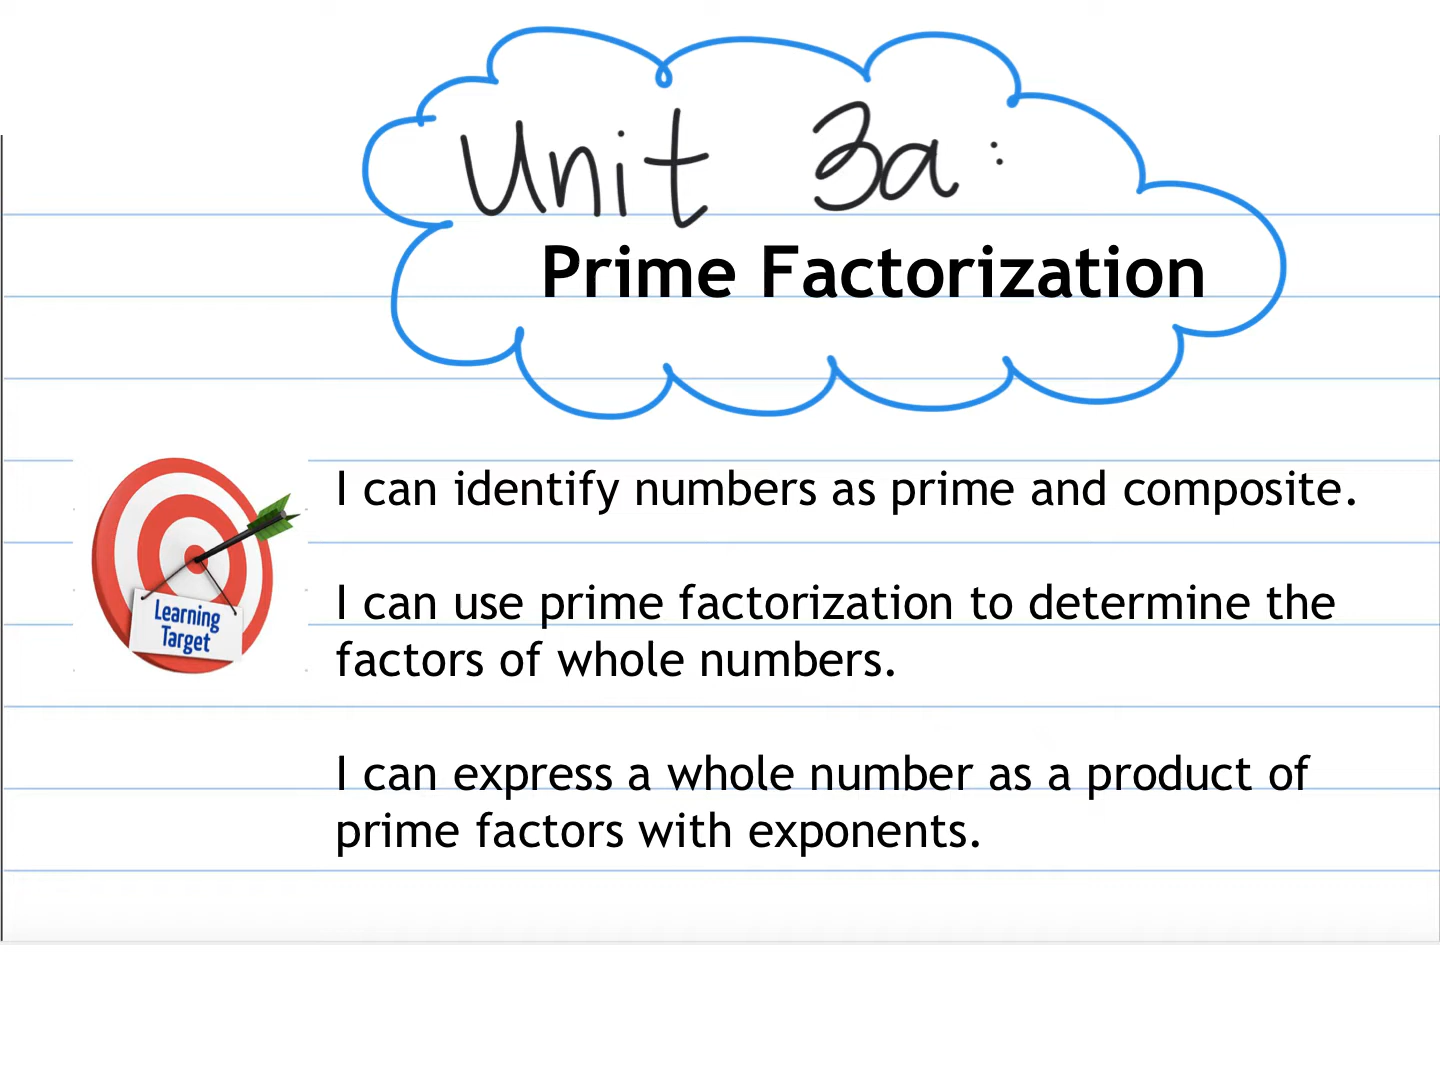 Unit 3a:
Prime Factorization
I can identify numbers as prime and composite.
I can use prime factorization to determine the
factors of whole numbers.
Learning
Target
I can express a whole number as a product of
prime factors with exponents.